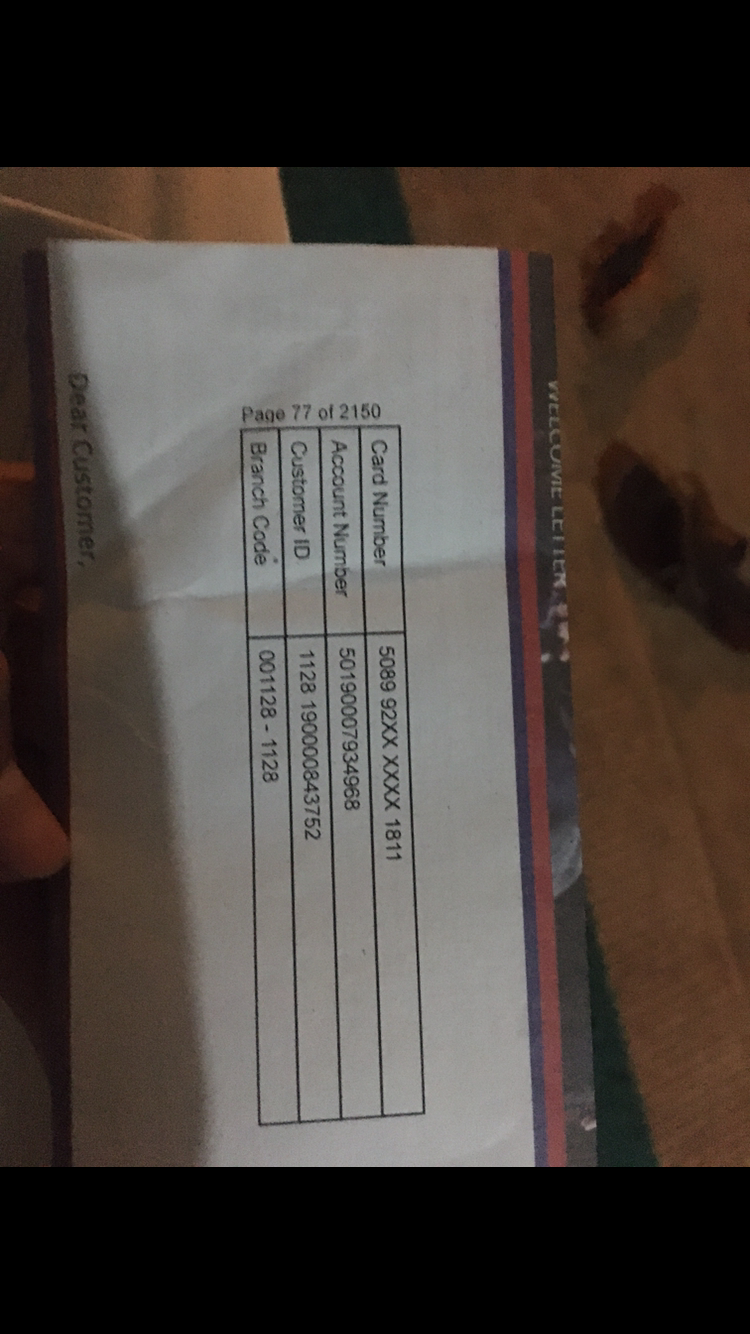 WELCOME LETTER
Page 77 of 2150
Card Number 5089 92XX XXXX 1811
Account Number 50190007934968
Customer ID 1128 190000843752
Branch Code 001128 - 1128
Dear Customer,